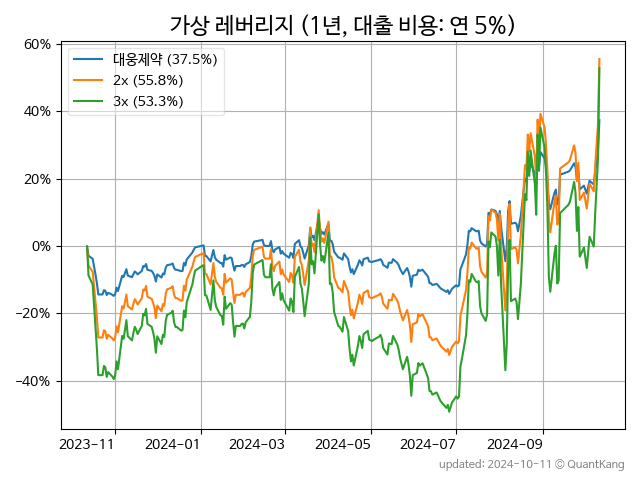 가상 레버리지 (1년, 대출 비용: 연 5%)
대웅제약 (37.5%)
2x (55.8%)
3x (53.3%)
60%
40%
20%
0%
−20%
−40%
2023-11
2024-01
2024-03
2024-05
2024-07
2024-09
updated: 2024-10-11 © QuantKang